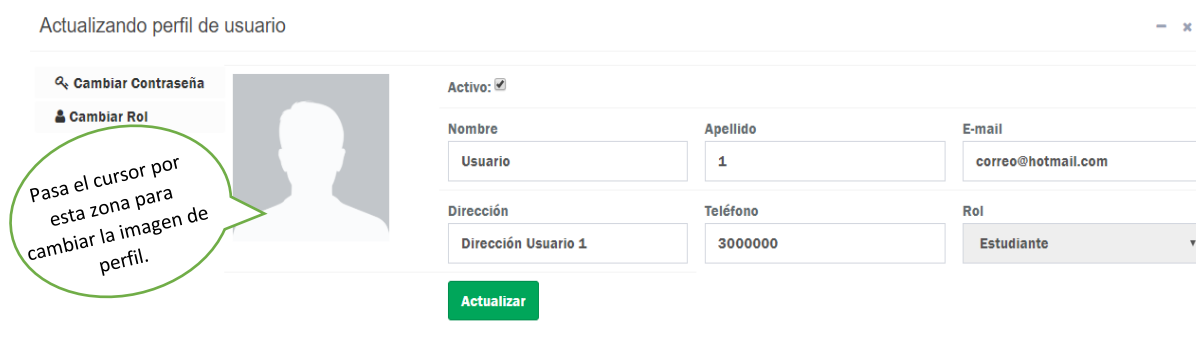 Actualizando perfil de usuario
Cambiar Contraseña
Cambiar Rol
Pasa el cursor por
esta zona para
cambiar la imagen de
perfil.
Activo:
Nombre
Apellido
E-mail
Usuario
1
correo@hotmail.com
Dirección
Teléfono
Rol
Dirección Usuario 1
3000000
Estudiante
Actualizar